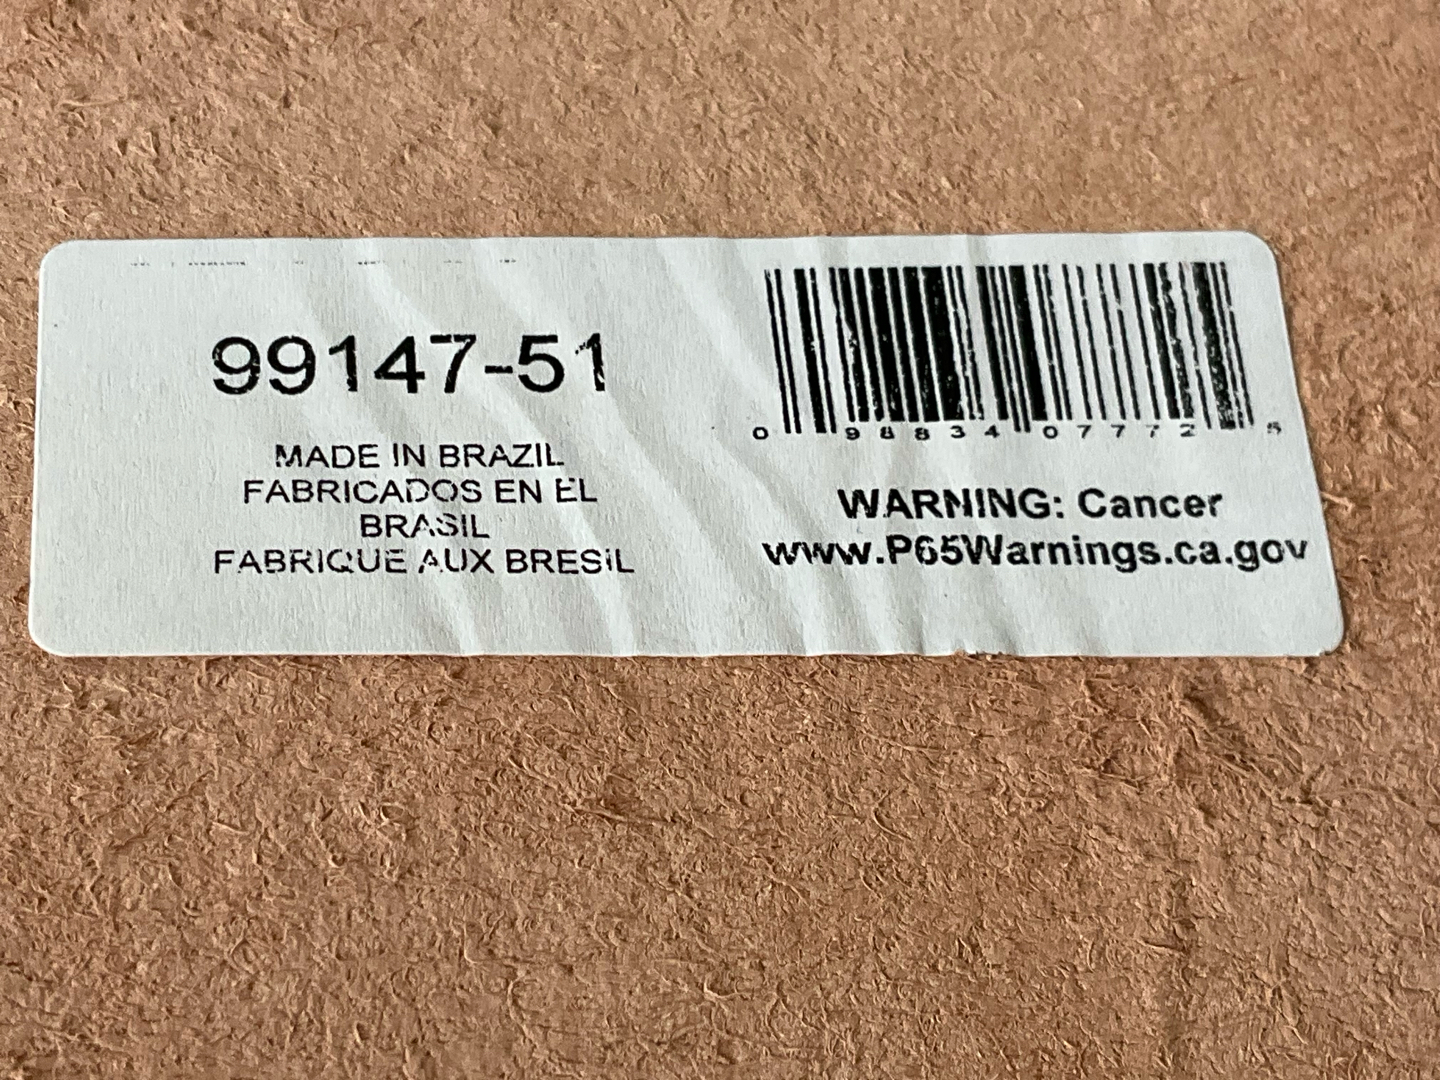 99147-51
MADE IN BRAZIL
FABRICADOS EN EL
BRASIL
FABRIQUE AUX BRESIL
0 98834 07772 5
WARNING: Cancer
www.P65Warnings.ca.gov